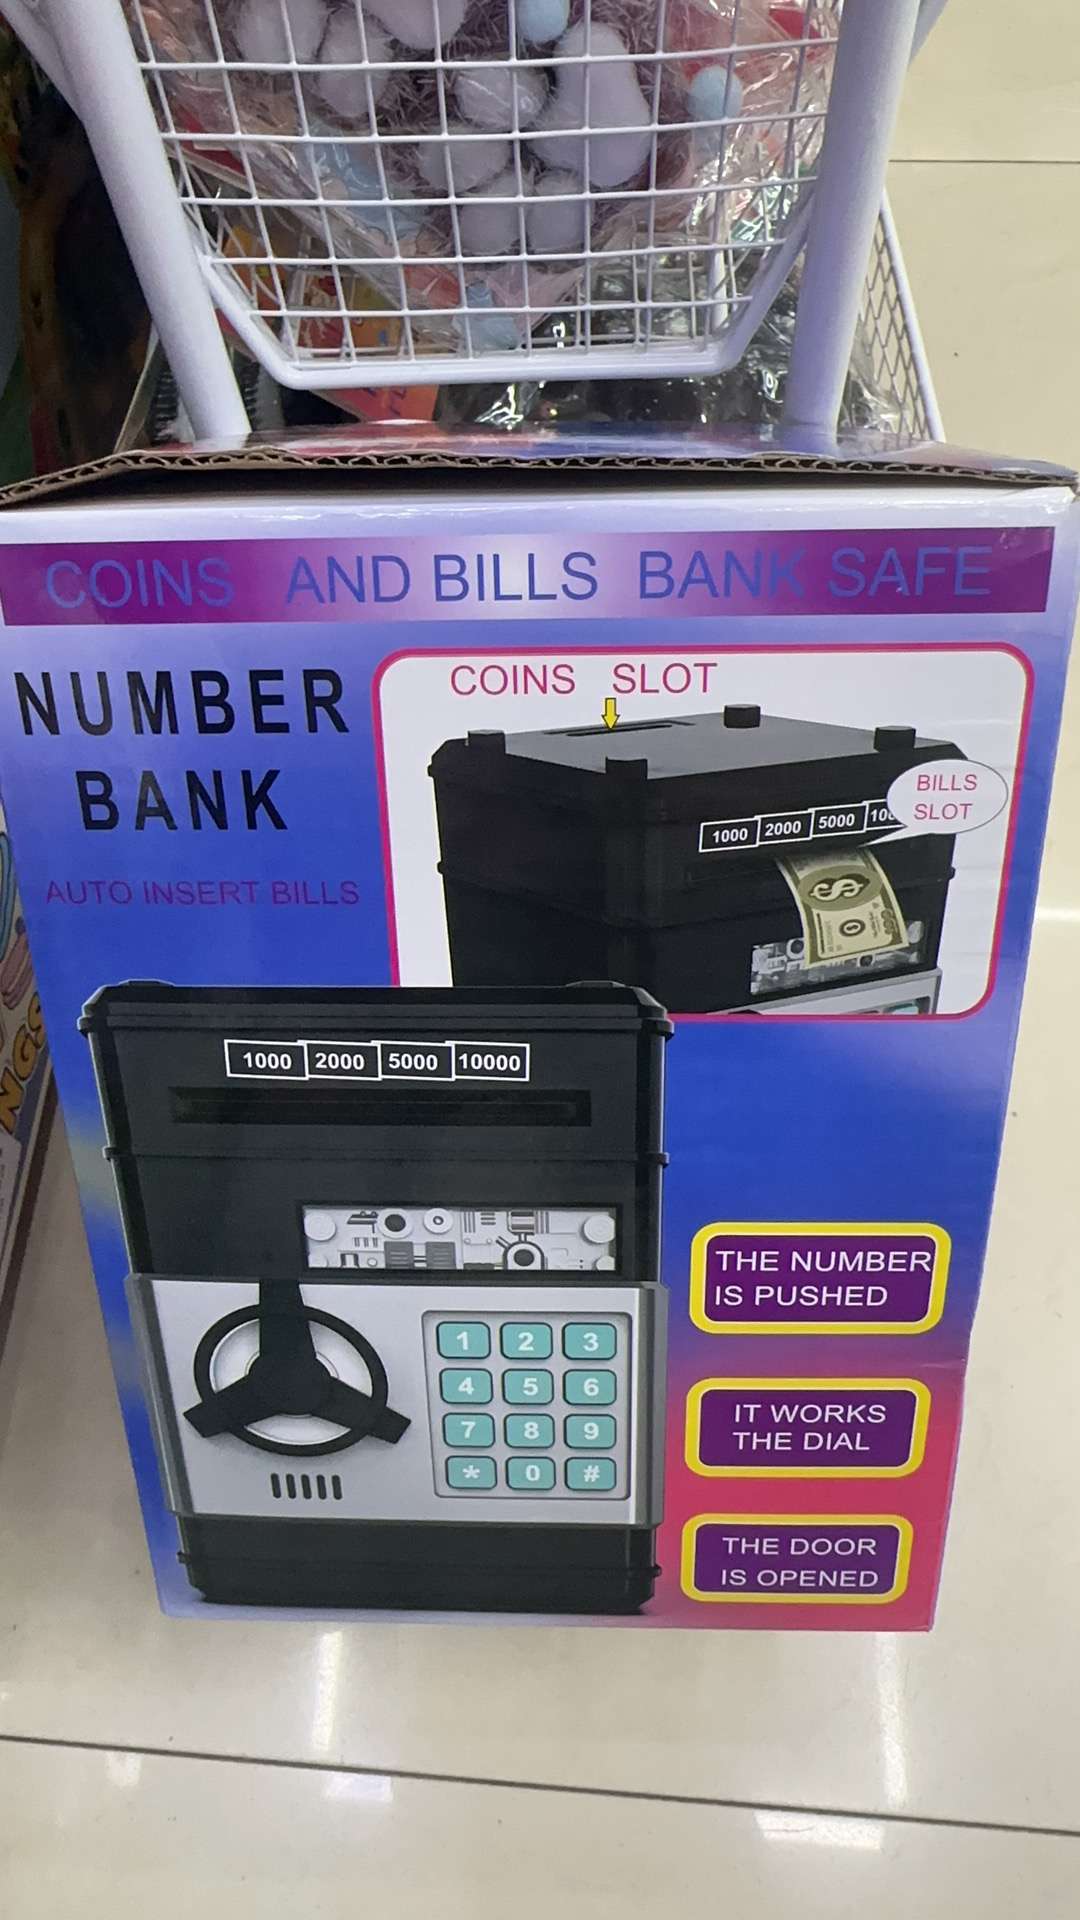 COINS AND BILLS BANK SAFE
NUMBER
BANK
AUTO INSERT BILLS
COINS SLOT
BILLS
SLOT
1000 2000 5000
1000 2000 5000 10000
1 2 3
4 5 6
7 8 9
* 0 #
THE NUMBER
IS PUSHED
IT WORKS
THE DIAL
THE DOOR
IS OPENED
NGS